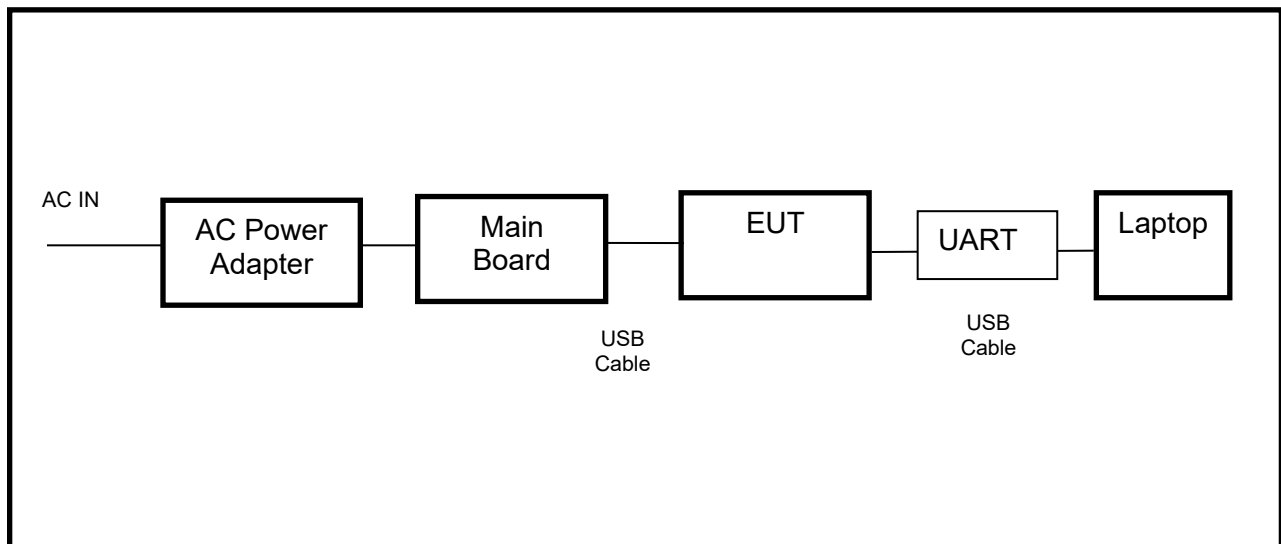 AC IN
AC Power
Adapter
Main
Board
EUT
UART
Laptop
USB
Cable
USB
Cable